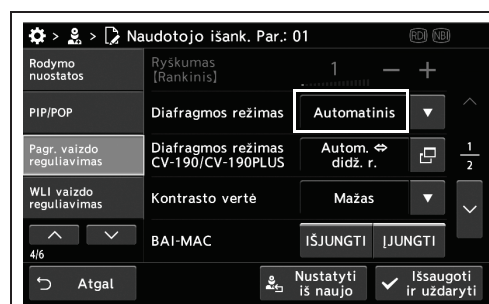 > > Naudotojo išank. Par.: 01 RDI NBI
Rodymo
nuostatos
PIP/POP
Pagr. vaizdo
reguliavimas
WLI vaizdo
reguliavimas
4/6
Ryškumas
[Rankinis]
1 − +
Diafragmos režimas Automatinis
Diafragmos režimas
CV-190/CV-190PLUS
Autom. ⇔
didž. r.
1
2
Kontrasto vertė Mažas
BAI-MAC IŠJUNGTI ĮJUNGTI
Atgal
Nustatyti
iš naujo
Išsaugoti
ir uždaryti